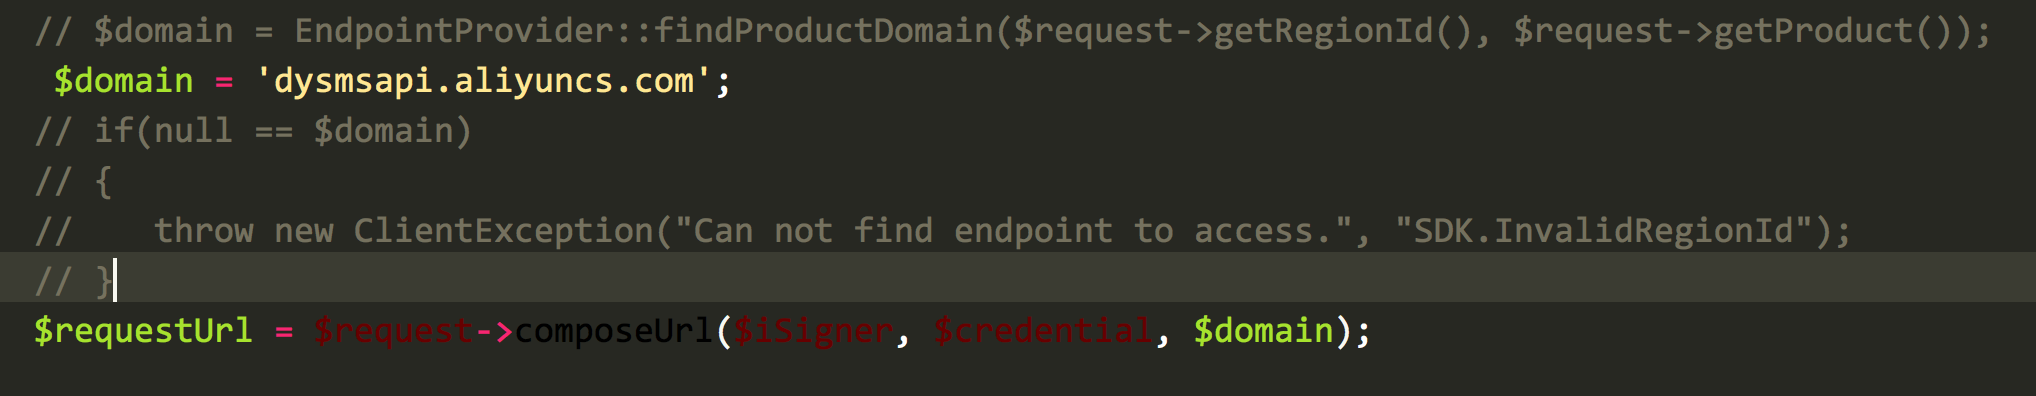 // $domain = EndpointProvider::findProductDomain($request->getRegionId(), $request->getProduct());
$domain = 'dysmsapi.aliyuncs.com';
// if(null == $domain)
// {
//    throw new ClientException("Can not find endpoint to access.", "SDK.InvalidRegionId");
// }
$requestUrl = $request->composeUrl($iSigner, $credential, $domain);